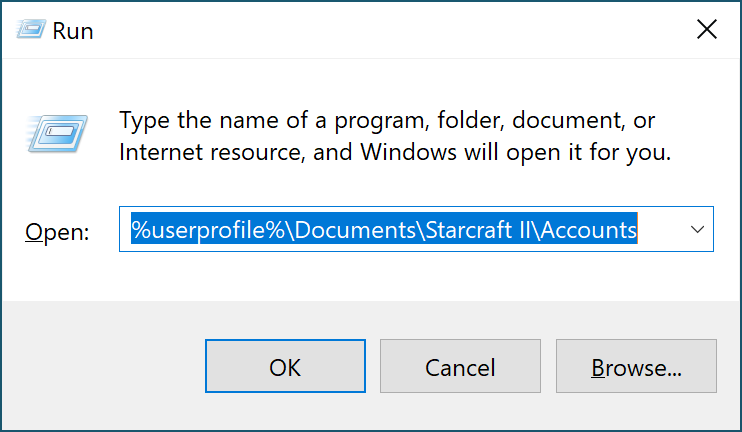 Run
Type the name of a program, folder, document, or
Internet resource, and Windows will open it for you.
Open: %userprofile%\Documents\Starcraft II\Accounts
OK Cancel Browse...